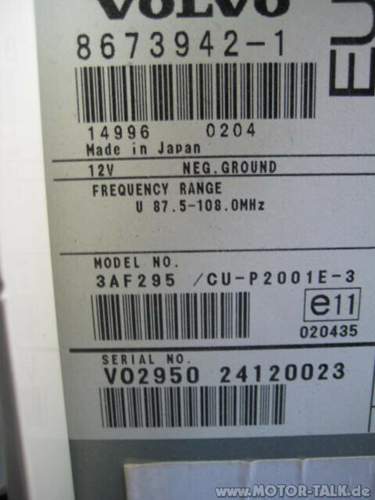 VOLVO
8673942-1
EU
14996 0204
Made in Japan
12V NEG.GROUND
FREQUENCY RANGE
U 87.5-108.0MHz
MODEL NO.
3AF295 /CU-P2001E-3
e11
020435
SERIAL NO.
V02950 24120023
www.MOTOR-TALK.de